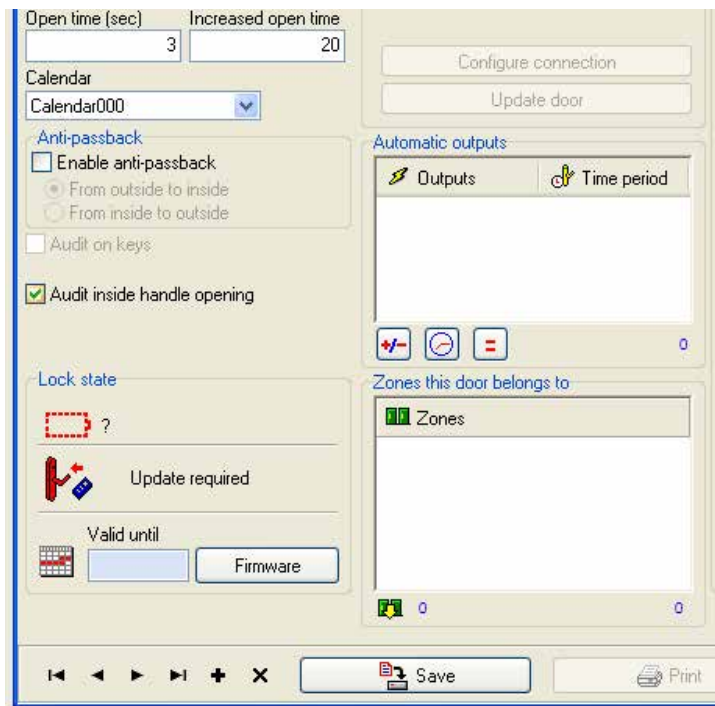 Open time (sec) Increased open time
3 20
Calendar
Calendar000
Anti-passback
Enable anti-passback
From outside to inside
From inside to outside
Audit on keys
Audit inside handle opening
Lock state
?
Update required
Valid until
Firmware
Configure connection
Update door
Automatic outputs
Outputs Time period
+/- =
0
Zones this door belongs to
Zones
0 0
Save Print